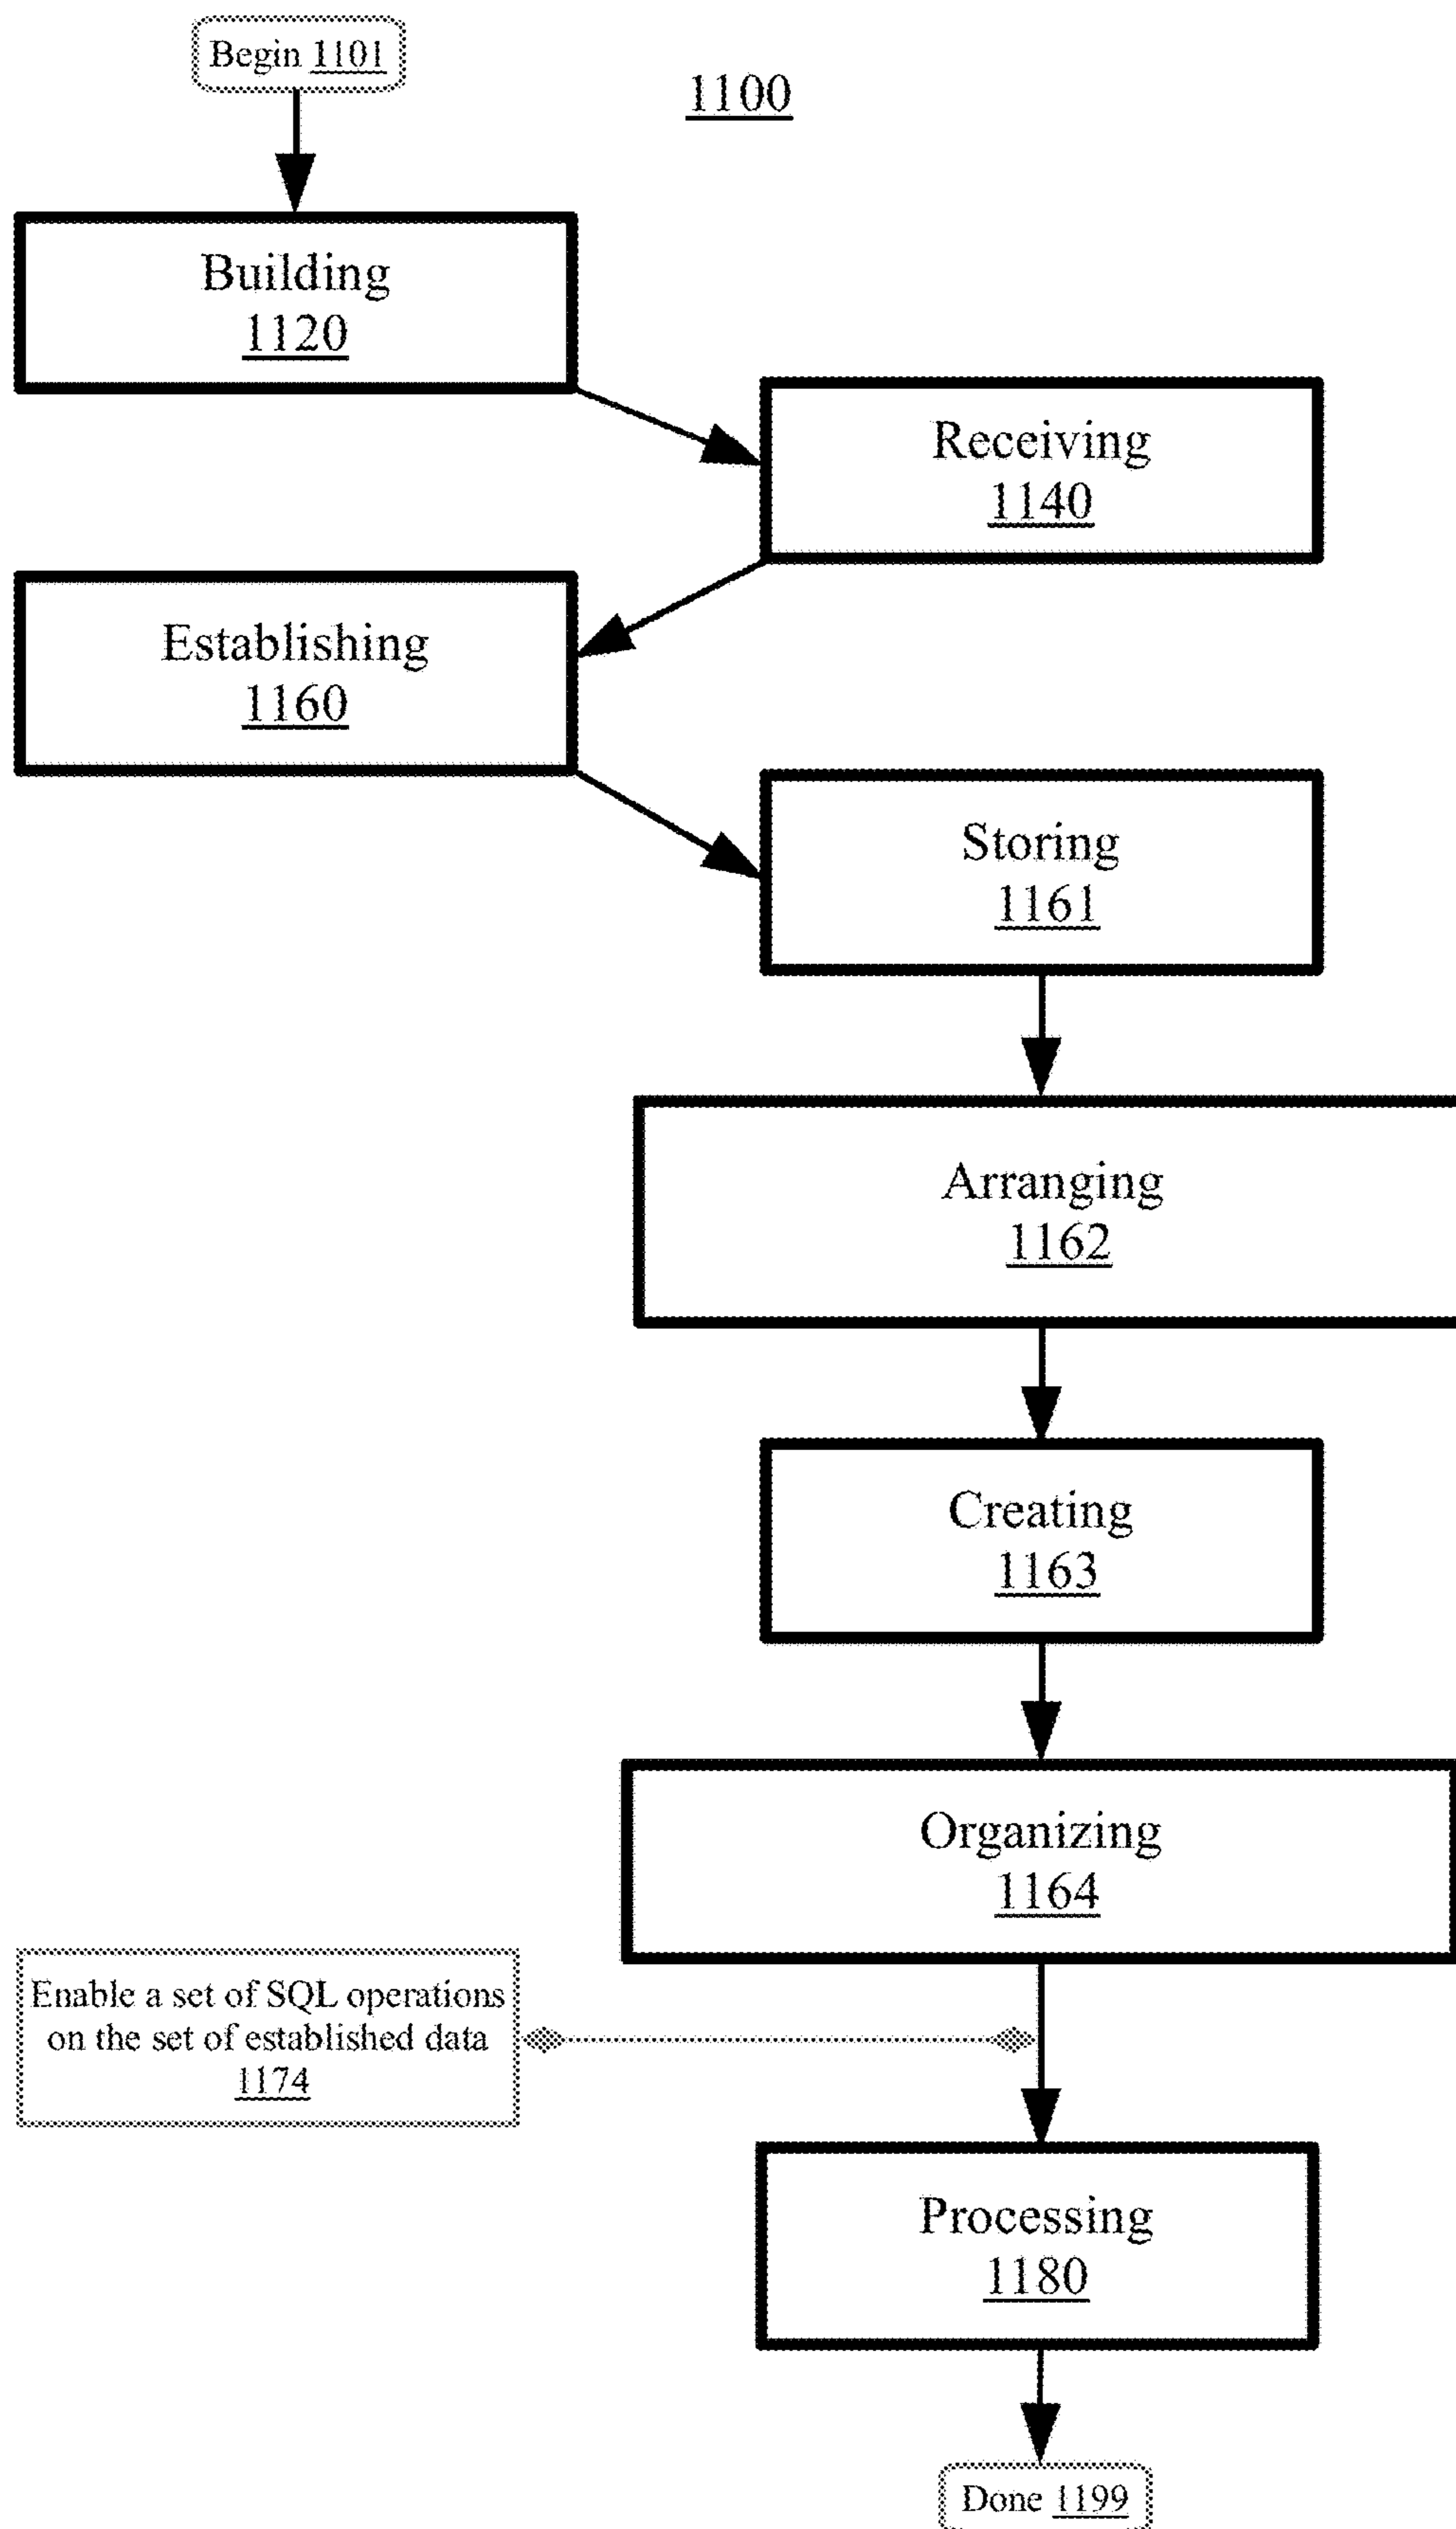 Begin 1101
1100
Building
1120
Receiving
1140
Establishing
1160
Storing
1161
Arranging
1162
Creating
1163
Organizing
1164
Enable a set of SQL operations
on the set of established data
1174
Processing
1180
Done 1199